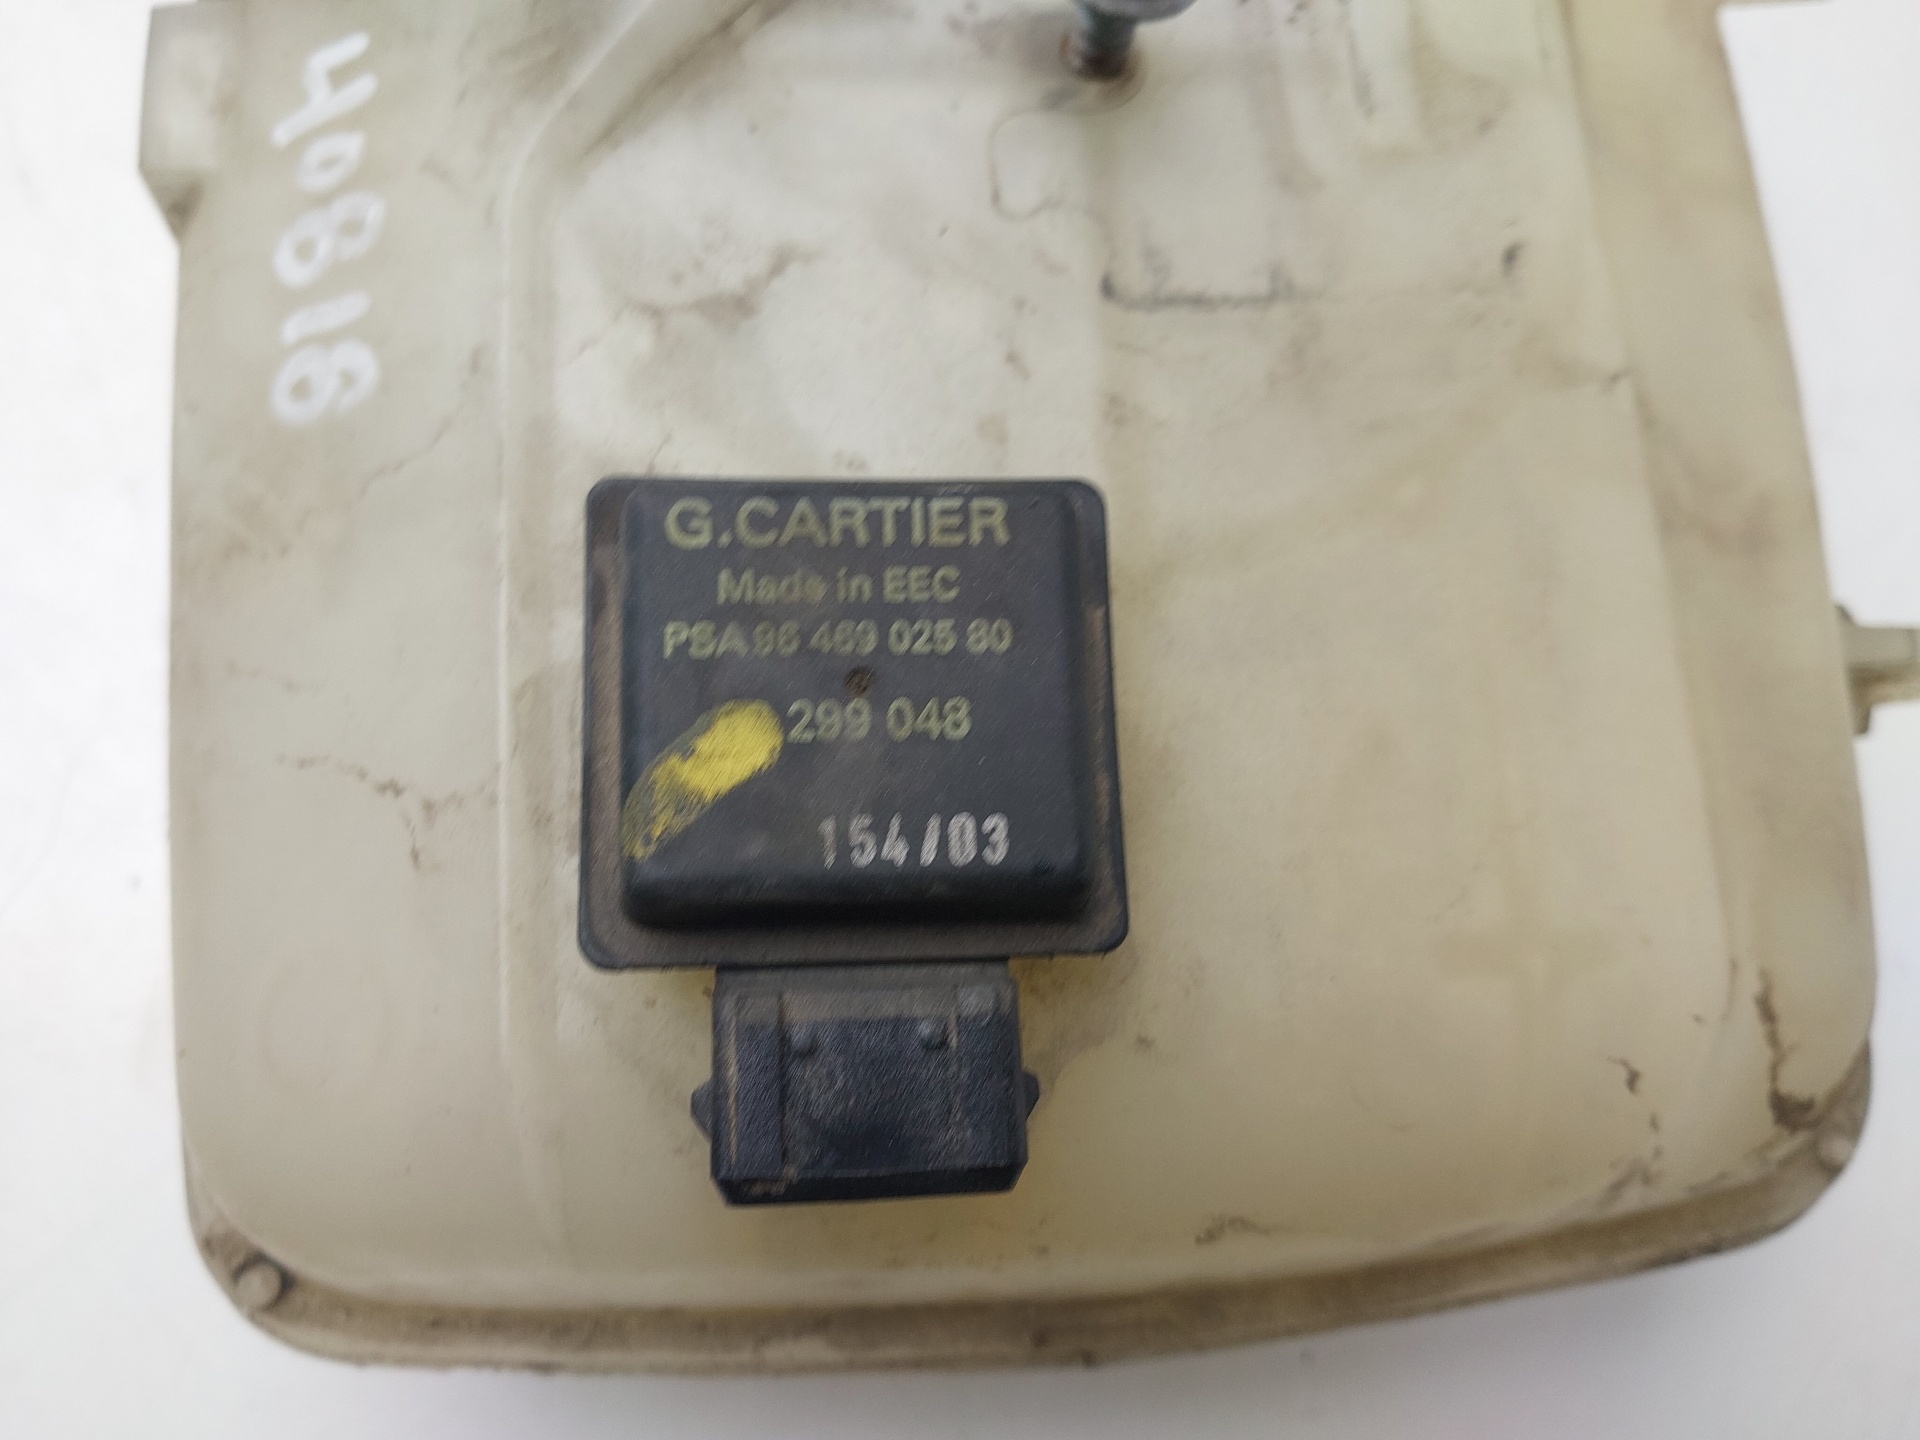 40816
G.CARTIER
Made in EEC
PSA 96 469 025 80
299 048
154/03